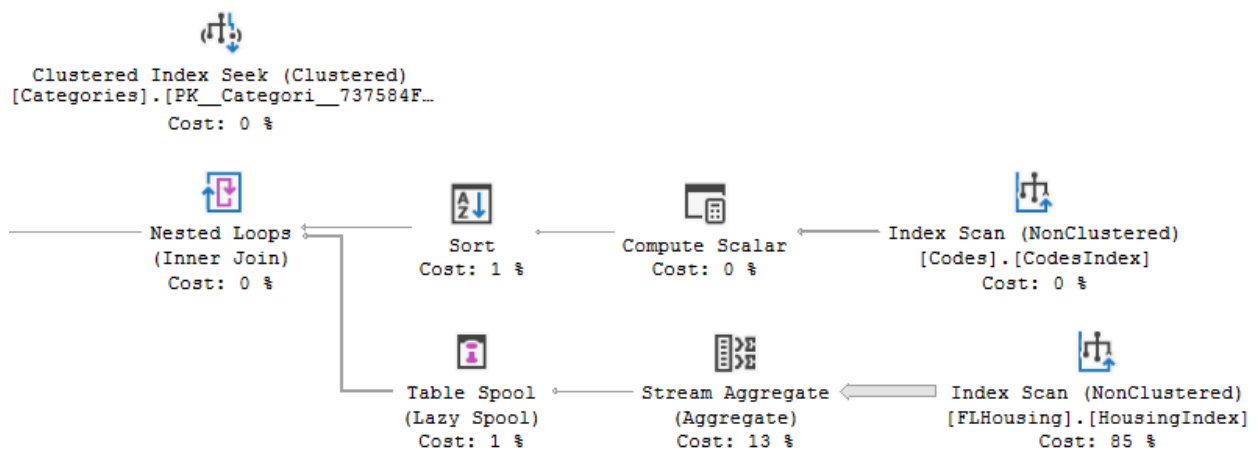 Clustered Index Seek (Clustered)
[Categories].[PK__Categori__737584F…
Cost: 0 %
Nested Loops
(Inner Join)
Cost: 0 %
A
Z
Sort
Cost: 1 %
Compute Scalar
Cost: 0 %
Index Scan (NonClustered)
[Codes].[CodesIndex]
Cost: 0 %
Table Spool
(Lazy Spool)
Cost: 1 %
Stream Aggregate
(Aggregate)
Cost: 13 %
Index Scan (NonClustered)
[FLHousing].[HousingIndex]
Cost: 85 %